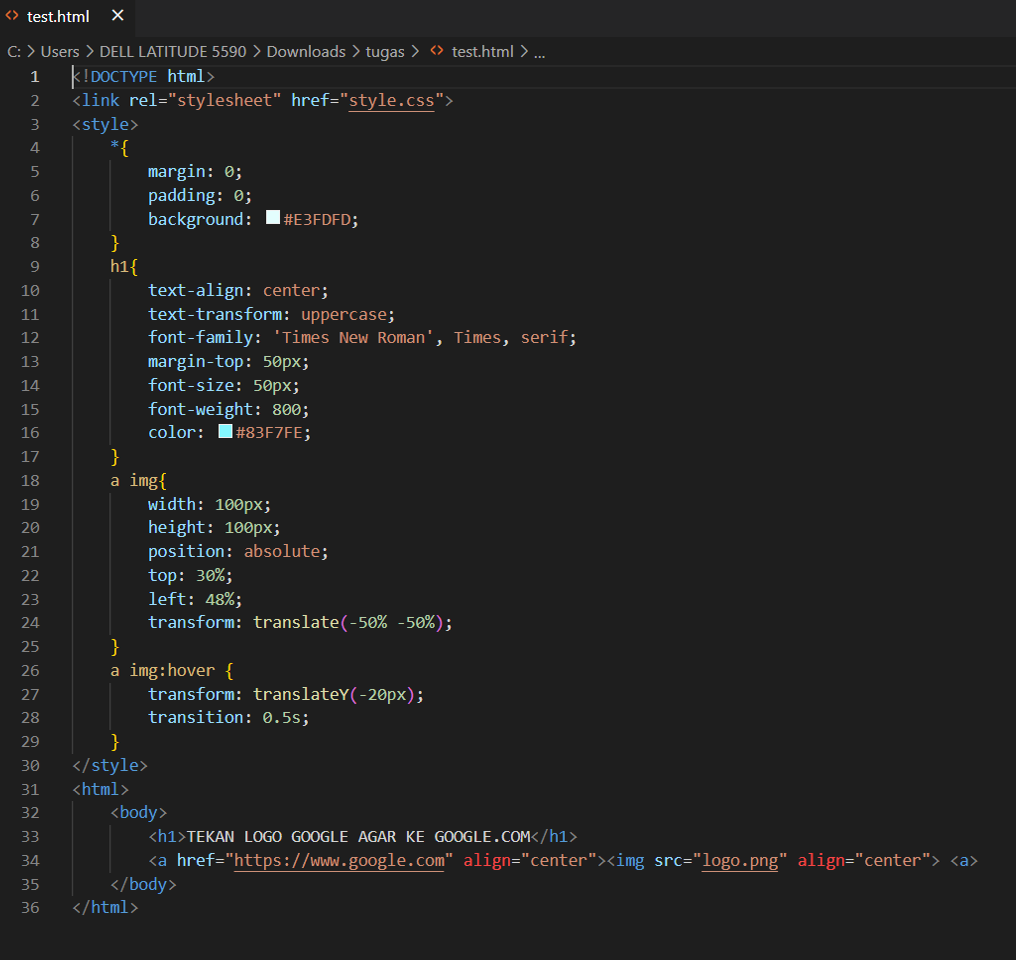 test.html ×
C: > Users > DELL LATITUDE 5590 > Downloads > tugas > <> test.html > ...
1 <!DOCTYPE html>
2 <link rel="stylesheet" href="style.css">
3 <style>
4     *{
5         margin: 0;
6         padding: 0;
7         background: #E3FDFD;
8     }
9     h1{
10         text-align: center;
11         text-transform: uppercase;
12         font-family: 'Times New Roman', Times, serif;
13         margin-top: 50px;
14         font-size: 50px;
15         font-weight: 800;
16         color: #83F7FE;
17     }
18     a img{
19         width: 100px;
20         height: 100px;
21         position: absolute;
22         top: 30%;
23         left: 48%;
24         transform: translate(-50% -50%);
25     }
26     a img:hover {
27         transform: translateY(-20px);
28         transition: 0.5s;
29     }
30 </style>
31 <html>
32     <body>
33         <h1>TEKAN LOGO GOOGLE AGAR KE GOOGLE.COM</h1>
34         <a href="https://www.google.com" align="center"><img src="logo.png" align="center"> <a>
35     </body>
36 </html>